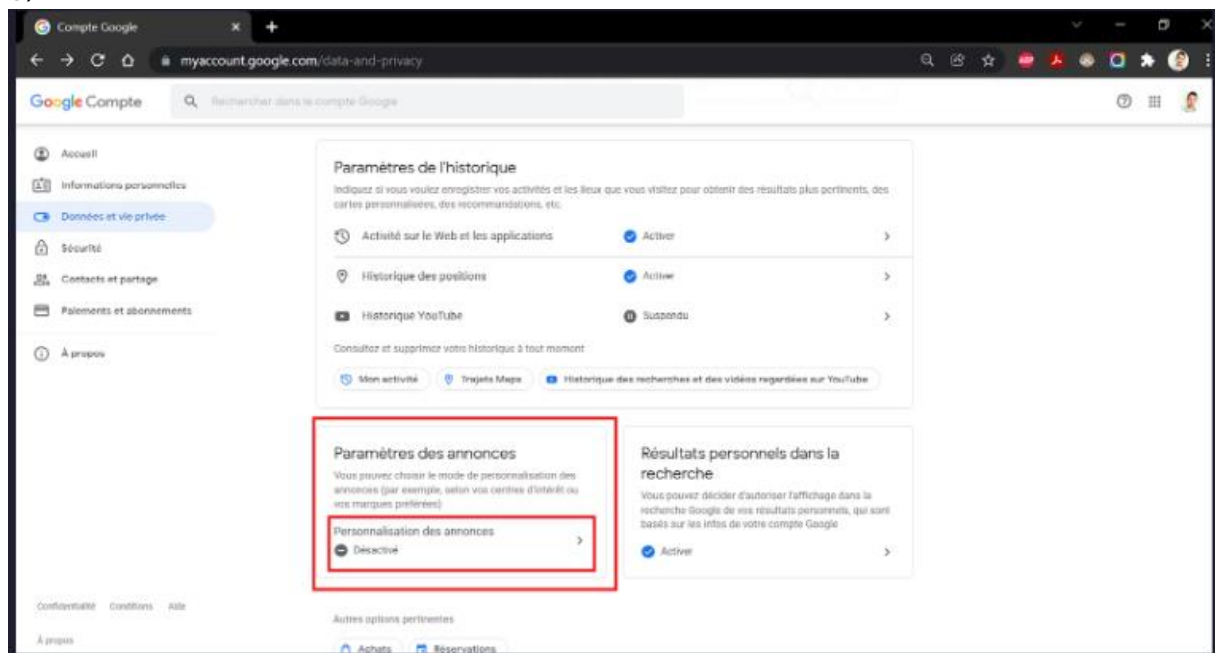 Compte Google
myaccount.google.com/data-and-privacy
Google Compte
Rechercher dans le compte Google
Accueil
Informations personnelles
Données et vie privée
Sécurité
Contacts et partage
Paiements et abonnements
À propos
Paramètres de l'historique
Indiquez si vous voulez enregistrer vos activités et les lieux que vous visitez pour obtenir des résultats plus pertinents, des
cartes personnalisées, des recommandations, etc.
Activité sur le Web et les applications Activer
Historique des positions Activer
Historique YouTube Suspendu
Consultez et supprimez votre historique à tout moment
Mon activité Trajets Maps Historique des recherches et des vidéos regardées sur YouTube
Paramètres des annonces
Vous pouvez choisir le mode de personnalisation des
annonces (par exemple, selon vos centres d'intérêt ou
vos marques préférées)
Personnalisation des annonces
Désactivé
Résultats personnels dans la
recherche
Vous pouvez décider d'autoriser l'affichage dans la
recherche Google de vos résultats personnels, qui sont
basés sur les infos de votre compte Google
Activer
Autres options pertinentes
Achats Réservations
Confidentialité Conditions Aide
À propos